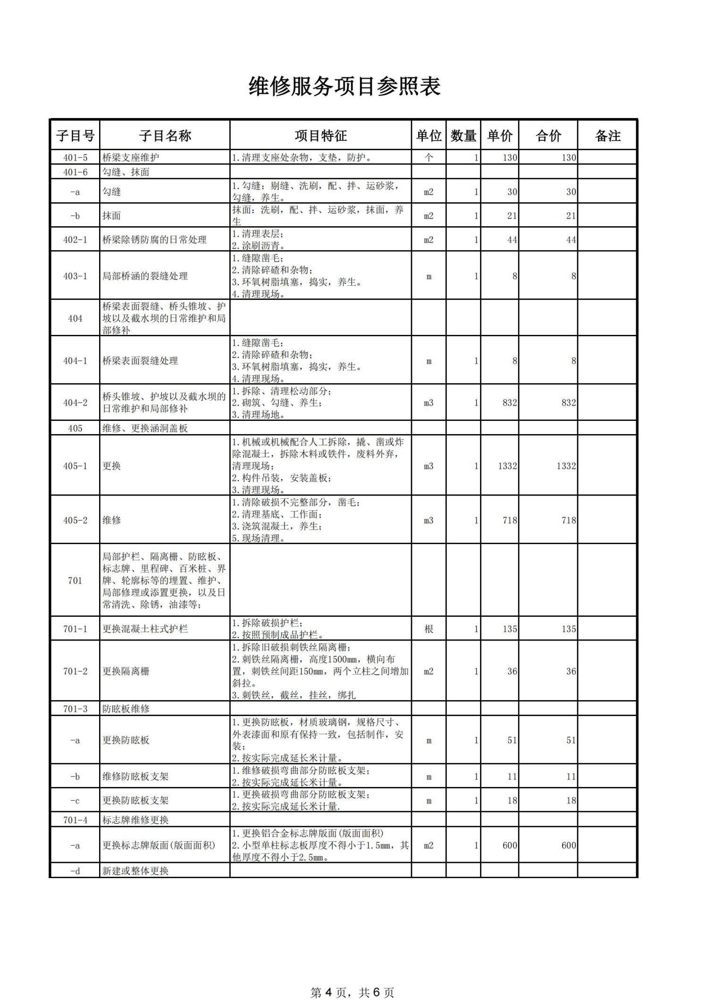 维修服务项目参照表
子目号 子目名称 项目特征 单位 数量 单价 合价 备注
401-5 桥梁支座维护 1.清理支座处杂物，支垫，防护。 个 1 130 130
401-6 勾缝、抹面
-a 勾缝 1.勾缝：剔缝、洗刷，配、拌、运砂浆，
勾缝，养生。 m2 1 30 30
-b 抹面 抹面：洗刷，配、拌、运砂浆，抹面，养
生 m2 1 21 21
402-1 桥梁除锈防腐的日常处理 1.清理表层；
2.涂刷沥青。 m2 1 44 44
403-1 局部桥涵的裂缝处理 1.缝隙凿毛；
2.清除碎碴和杂物；
3.环氧树脂填塞，捣实，养生。
4.清理现场。 m 1 8 8
404 桥梁表面裂缝、桥头锥坡、护
坡以及截水坝的日常维护和局
部修补
404-1 桥梁表面裂缝处理 1.缝隙凿毛；
2.清除碎碴和杂物；
3.环氧树脂填塞，捣实，养生。
4.清理现场。 m 1 8 8
404-2 桥头锥坡、护坡以及截水坝的
日常维护和局部修补 1.拆除、清理松动部分；
2.砌筑、勾缝、养生；
3.清理场地。 m3 1 832 832
405 维修、更换涵洞盖板
405-1 更换 1.机械或机械配合人工拆除，撬、凿或炸
除混凝土，拆除木料或铁件，废料外弃，
清理现场；
2.构件吊装，安装盖板；
3.清理现场。 m3 1 1332 1332
405-2 维修 1.清除破损不完整部分，凿毛；
2.清理基底、工作面；
3.浇筑混凝土，养生；
5.现场清理。 m3 1 718 718
701 局部护栏、隔离栅、防眩板、
标志牌、里程碑、百米桩、界
牌、轮廓标等的埋置、维护、
局部修理或添置更换，以及日
常清洗、除锈，油漆等；
701-1 更换混凝土柱式护栏 1.拆除破损护栏；
2.按照预制成品护栏。 根 1 135 135
701-2 更换隔离栅 1.拆除旧破损刺铁丝隔离栅；
2.刺铁丝隔离栅，高度1500mm，横向布
置，刺铁丝间距150mm，两个立柱之间增加
斜拉。
3.刺铁丝，截丝，挂丝，绑扎 m2 1 36 36
701-3 防眩板维修
-a 更换防眩板 1.更换防眩板，材质玻璃钢，规格尺寸、
外表漆面和原有保持一致，包括制作，安
装；
2.按实际完成延长米计量。 m 1 51 51
-b 维修防眩板支架 1.维修破损弯曲部分防眩板支架；
2.按实际完成延长米计量。 m 1 11 11
-c 更换防眩板支架 1.更换破损弯曲部分防眩板支架；
2.按实际完成延长米计量. m 1 18 18
701-4 标志牌维修更换
-a 更换标志牌版面(版面面积) 1.更换铝合金标志牌版面(版面面积)
2.小型单柱标志板厚度不得小于1.5mm，其
他厚度不得小于2.5mm。 m2 1 600 600
-d 新建或整体更换
第 4 页，共 6 页